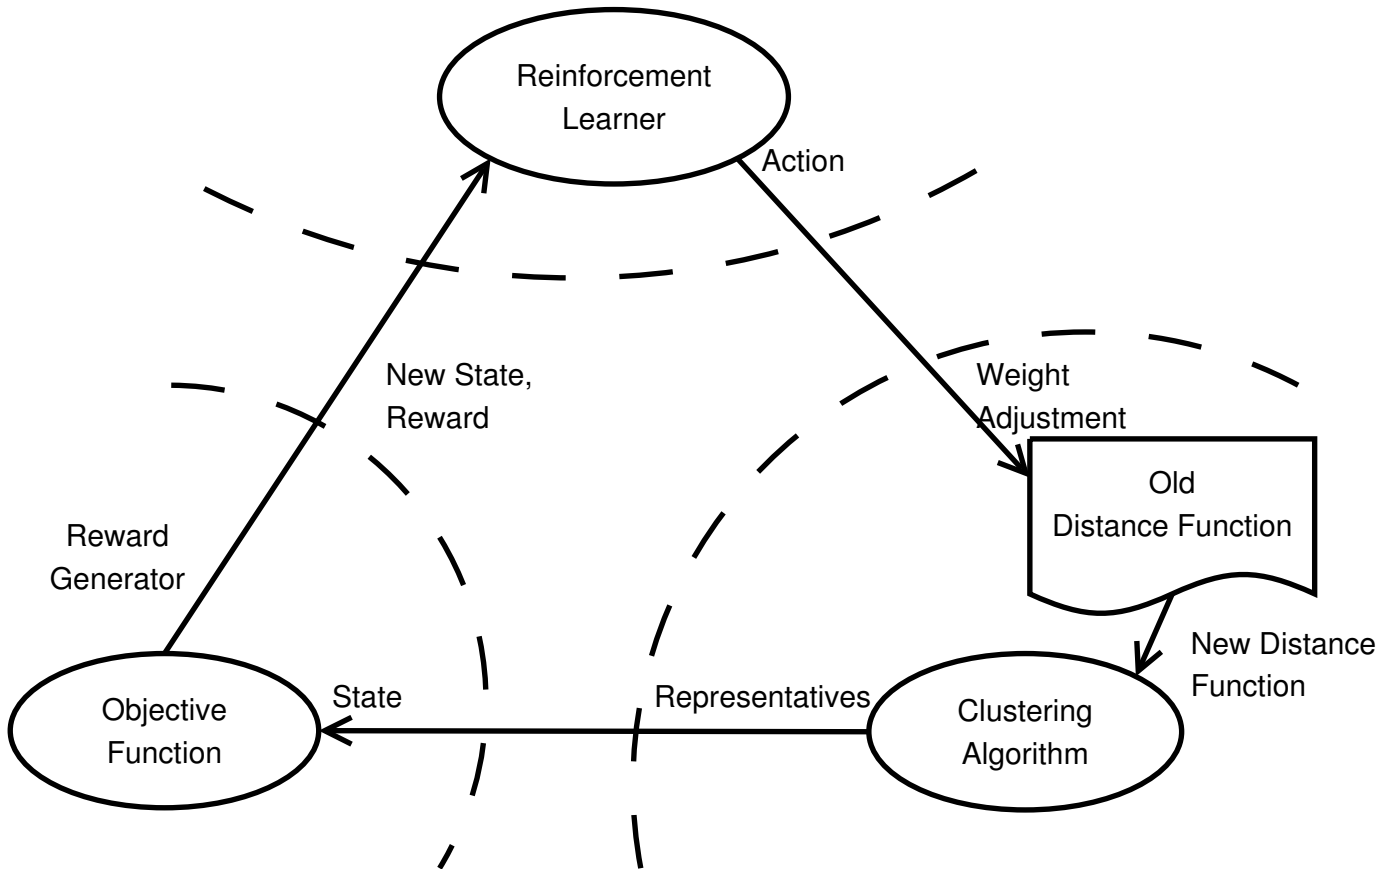 Reinforcement
Learner
Action
New State,
Reward
Weight
Adjustment
Old
Distance Function
Reward
Generator
New Distance
Function
State
Representatives
Objective
Function
Clustering
Algorithm